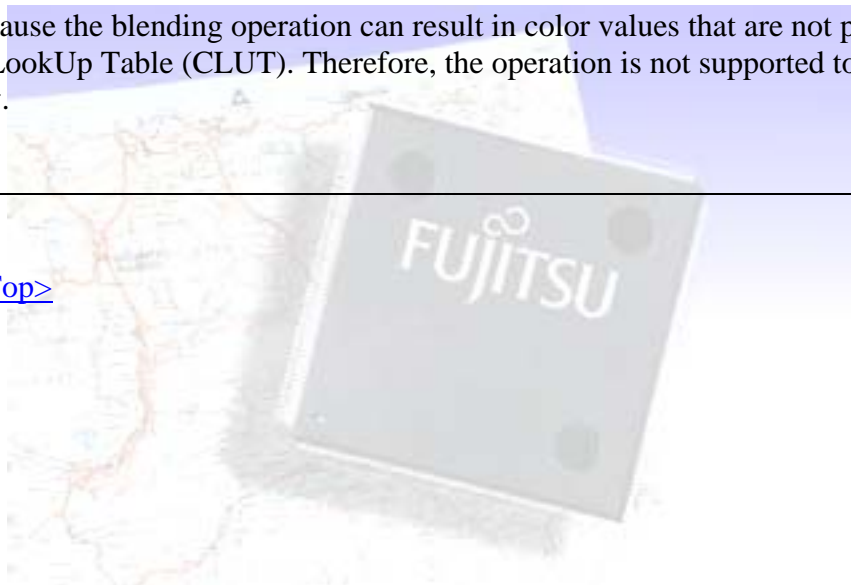 ause the blending operation can result in color values that are not p
LookUp Table (CLUT). Therefore, the operation is not supported to
.
op>
FUJITSU